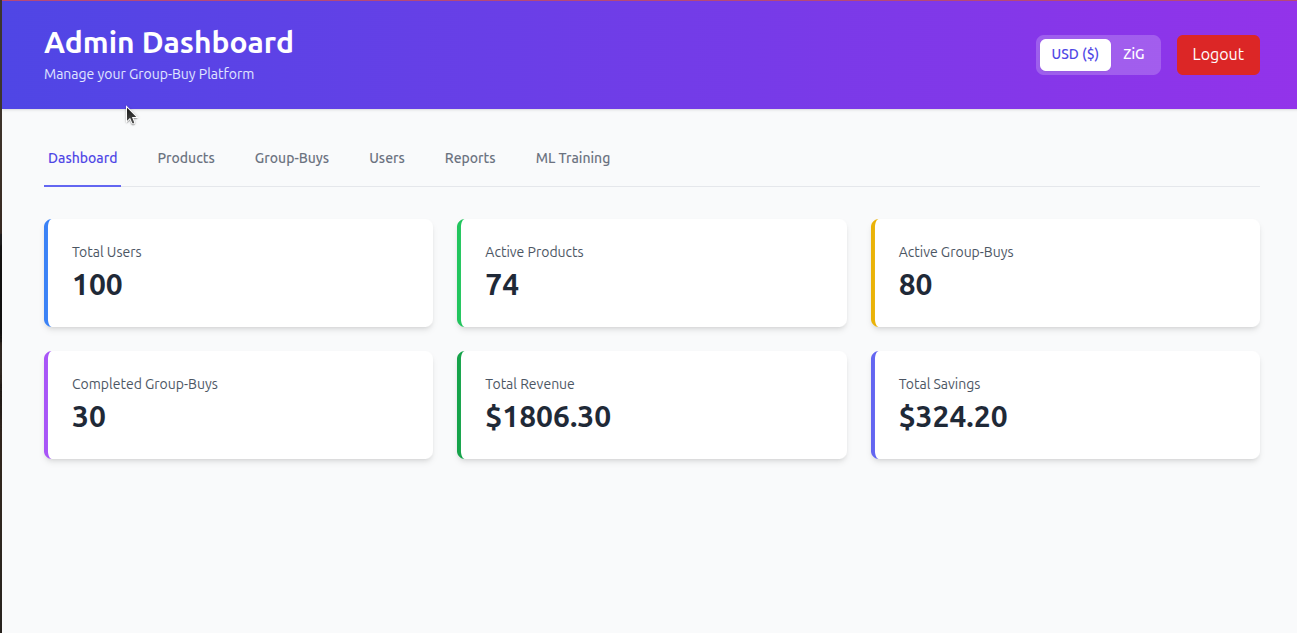 Admin Dashboard
Manage your Group-Buy Platform
USD ($) ZiG Logout
Dashboard Products Group-Buys Users Reports ML Training
Total Users
100
Active Products
74
Active Group-Buys
80
Completed Group-Buys
30
Total Revenue
$1806.30
Total Savings
$324.20